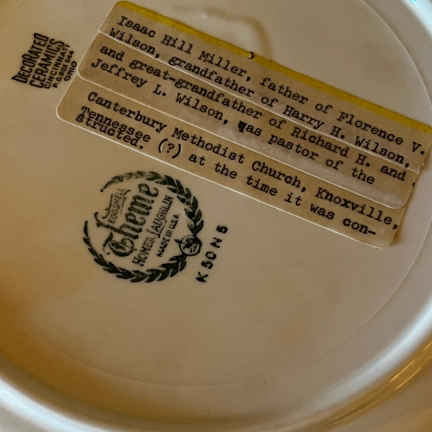 DECORATED
CERAMICS
Isaac Hill Miller, father of Florence V.
Wilson, grandfather of Harry H. Wilson,
and great-grandfather of Richard H. and
Jeffrey L. Wilson, was pastor of the
Canterbury Methodist Church, Knoxville,
Tennessee (?) at the time it was con-
structed.
Theme
HOMER LAUGHLIN
MADE IN U.S.A.
K 50 N 5